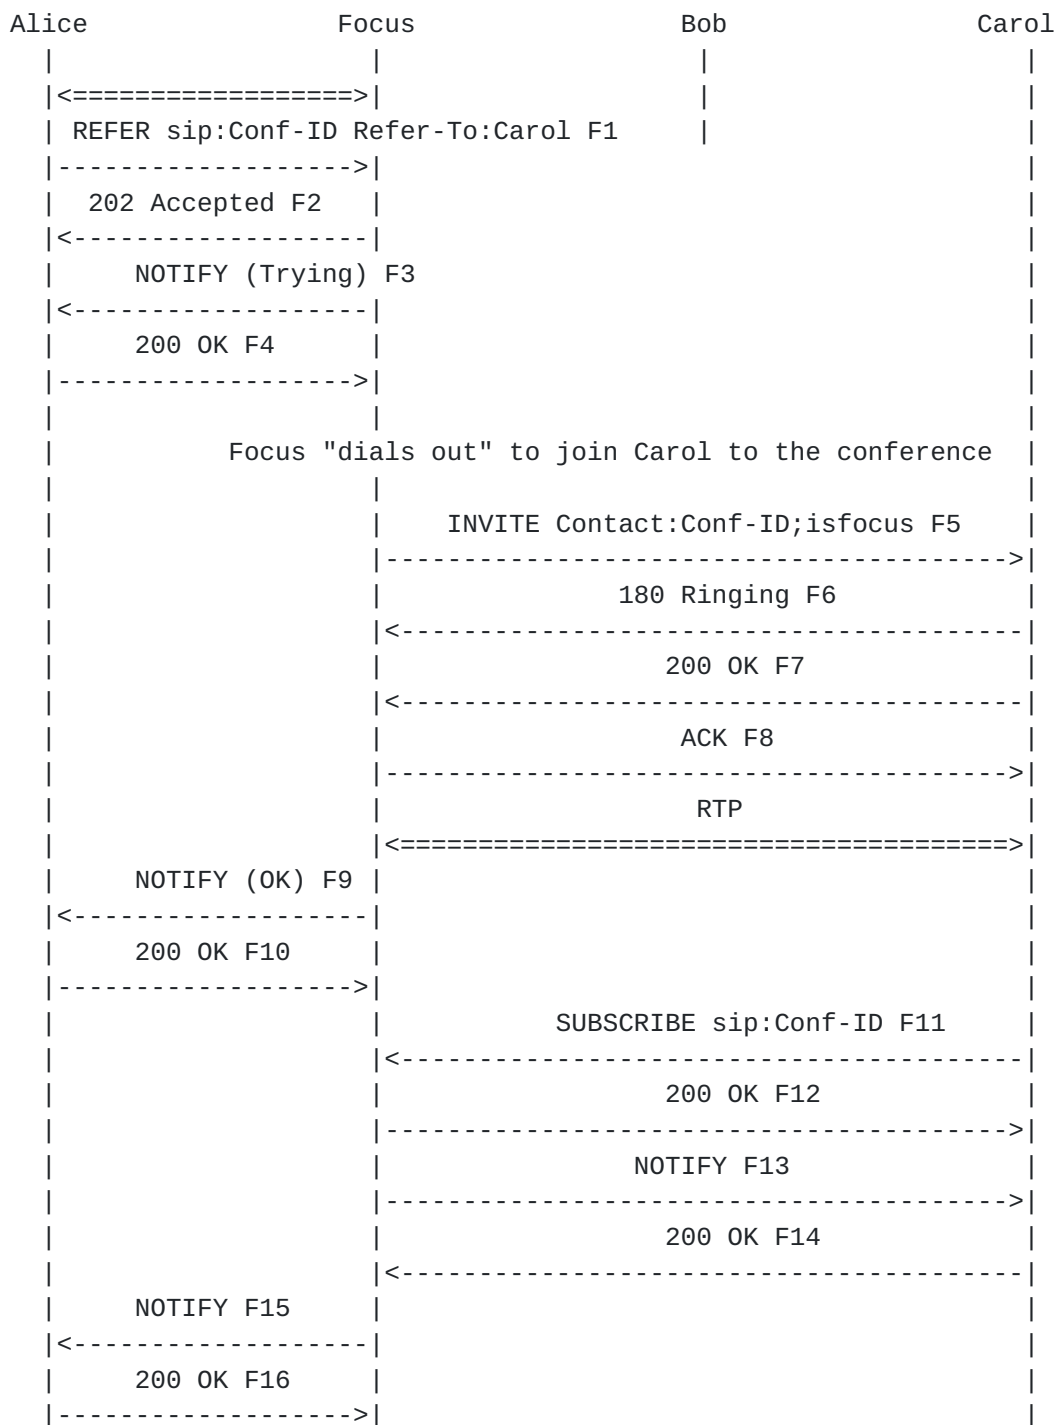 Alice                Focus                 Bob                Carol
  |                    |                    |                    |
  |<==================>|                    |                    |
  | REFER sip:Conf-ID Refer-To:Carol F1     |                    |
  |------------------->|                                         |
  |  202 Accepted F2   |                                         |
  |<-------------------|                                         |
  |     NOTIFY (Trying) F3                                       |
  |<-------------------|                                         |
  |     200 OK F4      |                                         |
  |------------------->|                                         |
  |                    |                                         |
  |           Focus "dials out" to join Carol to the conference  |
  |                    |                                         |
  |                    |    INVITE Contact:Conf-ID;isfocus F5    |
  |                    |---------------------------------------->|
  |                    |               180 Ringing F6            |
  |                    |<----------------------------------------|
  |                    |                  200 OK F7              |
  |                    |<----------------------------------------|
  |                    |                   ACK F8                |
  |                    |---------------------------------------->|
  |                    |                    RTP                  |
  |                    |<=======================================>|
  |     NOTIFY (OK) F9 |                                         |
  |<-------------------|                                         |
  |     200 OK F10     |                                         |
  |------------------->|                                         |
  |                    |           SUBSCRIBE sip:Conf-ID F11     |
  |                    |<----------------------------------------|
  |                    |                  200 OK F12             |
  |                    |---------------------------------------->|
  |                    |                NOTIFY F13               |
  |                    |---------------------------------------->|
  |                    |                  200 OK F14             |
  |                    |<----------------------------------------|
  |     NOTIFY F15     |                                         |
  |<-------------------|                                         |
  |     200 OK F16     |                                         |
  |------------------->|                                         |